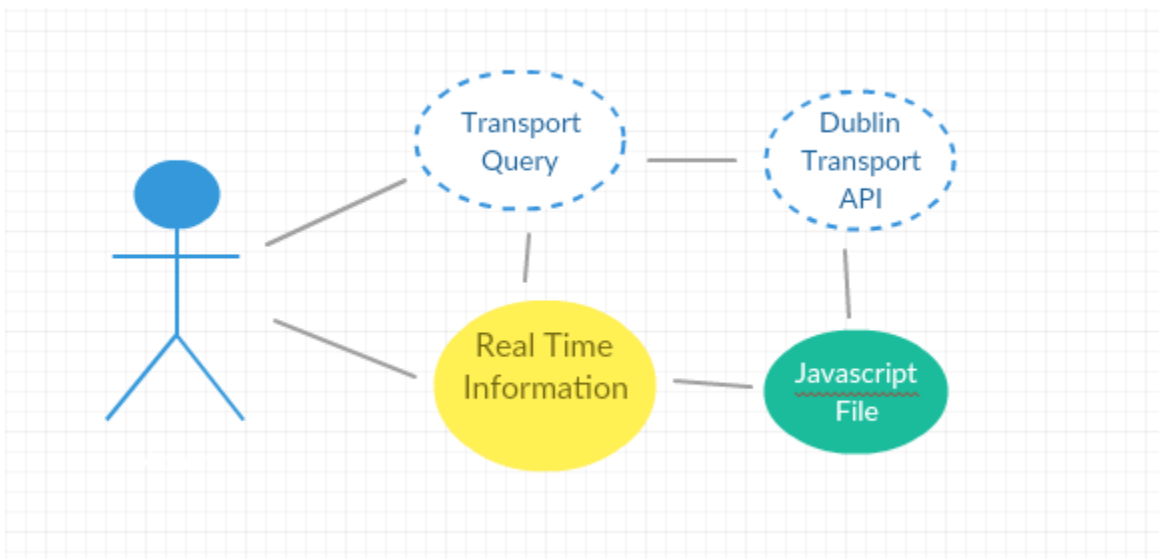 Transport
Query
Dublin
Transport
API
Real Time
Information
Javascript
File